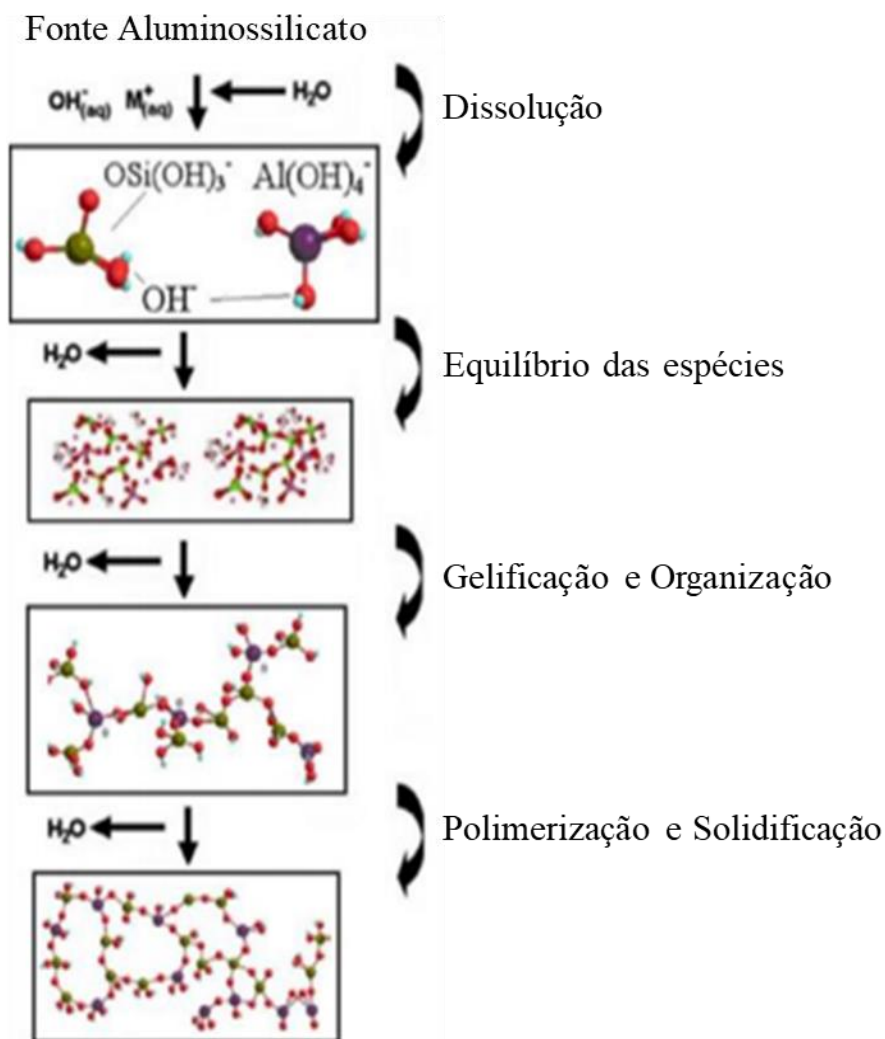 Fonte Aluminossilicato
OH⁻(aq) M⁺(aq) H₂O
Dissolução
OSi(OH)₃⁻ Al(OH)₄⁻
OH⁻
H₂O
Equilíbrio das espécies
H₂O
Gelificação e Organização
H₂O
Polimerização e Solidificação